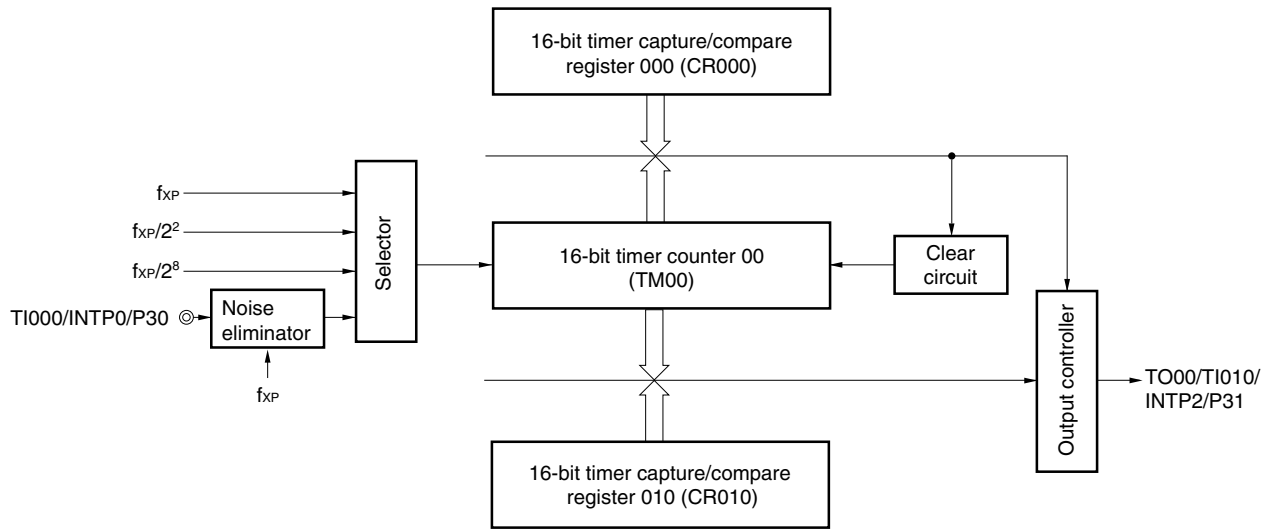 16-bit timer capture/compare
register 000 (CR000)
fXP
fXP/2²
fXP/2⁸
TI000/INTP0/P30
Noise
eliminator
fXP
Selector
16-bit timer counter 00
(TM00)
Clear
circuit
Output controller
TO00/TI010/
INTP2/P31
16-bit timer capture/compare
register 010 (CR010)